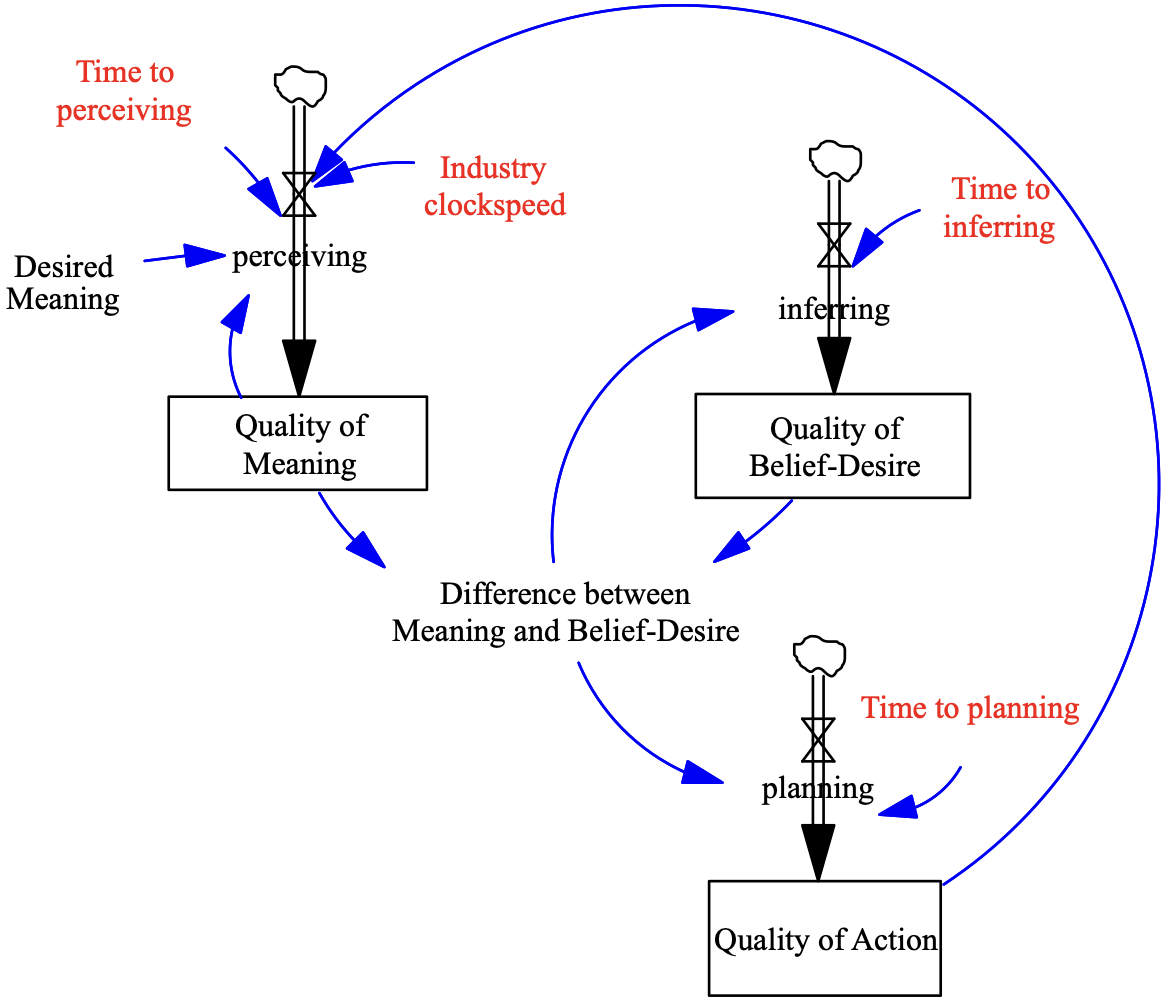 Time to
perceiving
Industry
clockspeed
Time to
inferring
Desired
Meaning
perceiving
inferring
Quality of
Meaning
Quality of
Belief-Desire
Difference between
Meaning and Belief-Desire
Time to planning
planning
Quality of Action